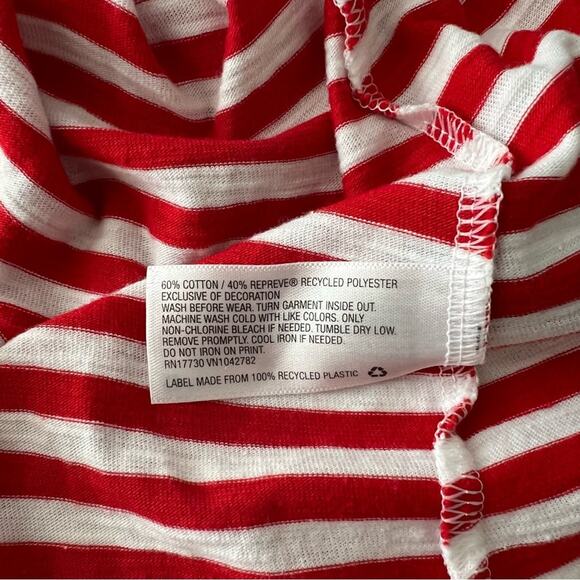 60% COTTON / 40% REPREVE® RECYCLED POLYESTER
EXCLUSIVE OF DECORATION
WASH BEFORE WEAR. TURN GARMENT INSIDE OUT.
MACHINE WASH COLD WITH LIKE COLORS. ONLY
NON-CHLORINE BLEACH IF NEEDED. TUMBLE DRY LOW.
REMOVE PROMPTLY. COOL IRON IF NEEDED.
DO NOT IRON ON PRINT.
RN17730 VN1042782
LABEL MADE FROM 100% RECYCLED PLASTIC